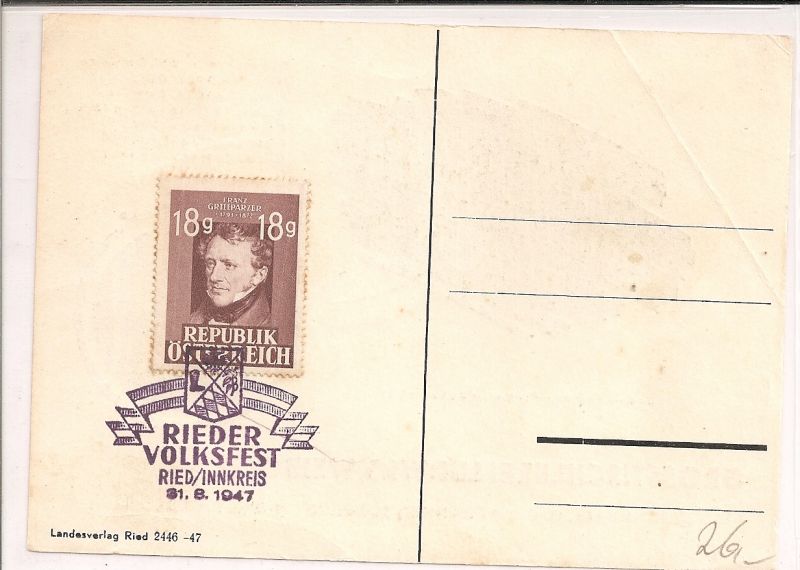 FRANZ
GRILLPARZER
1791-1872
18g 18g
REPUBLIK
ÖSTERREICH
RIEDER
VOLKSFEST
RIED/INNKREIS
31. 8. 1947
Landesverlag Ried 2446 -47
26,-